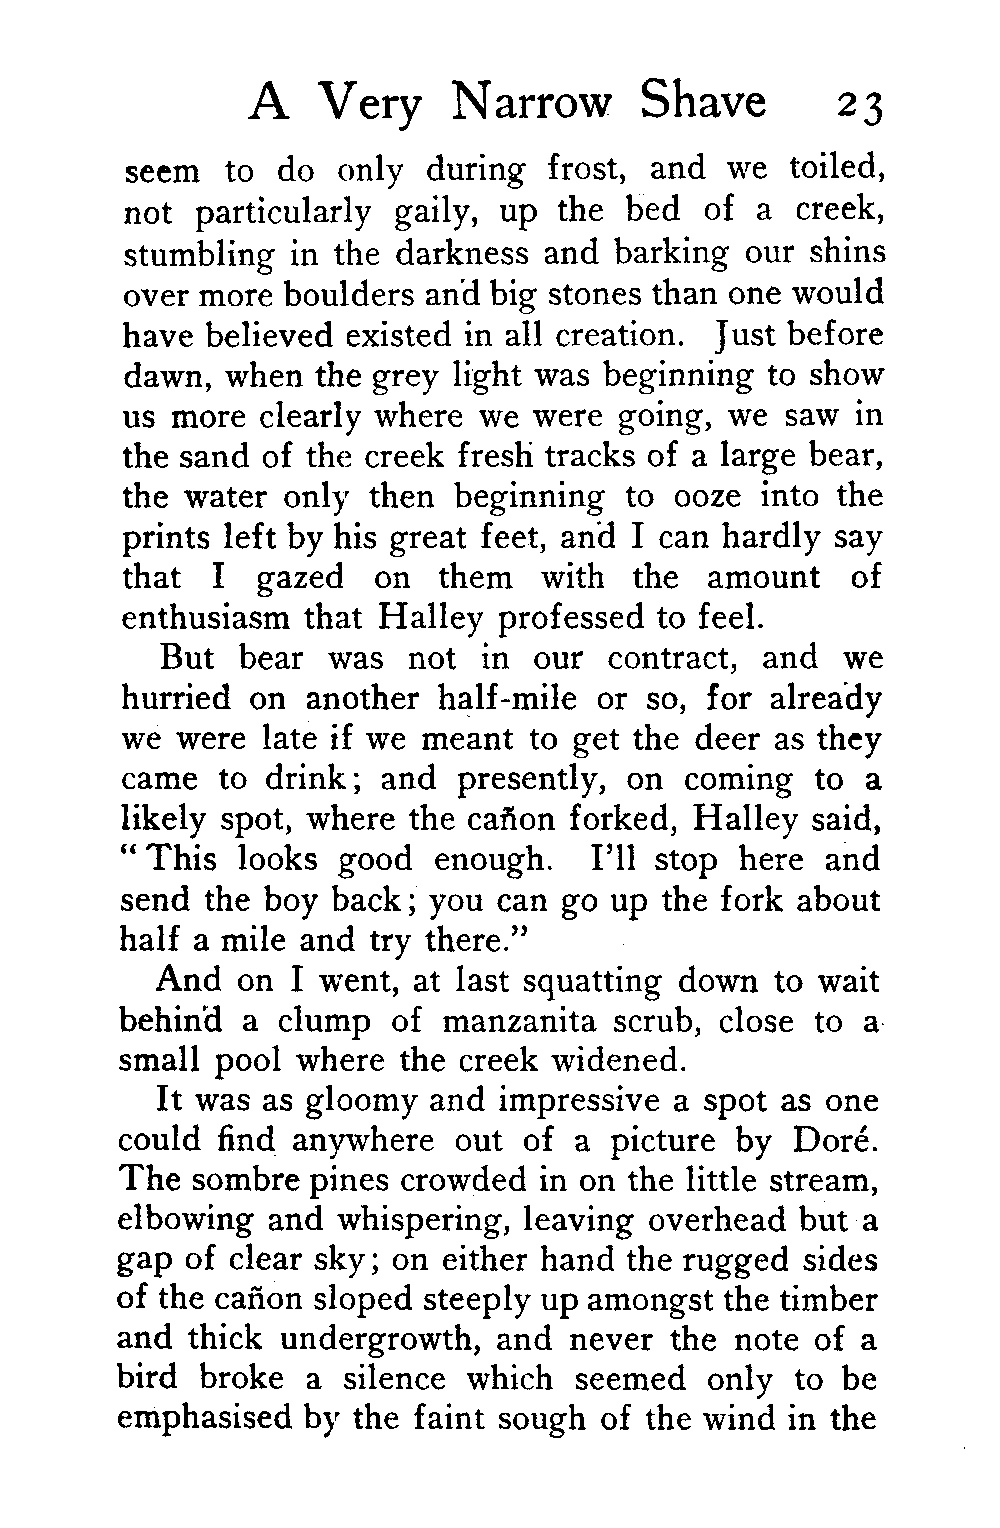 A Very Narrow Shave 23
seem to do only during frost, and we toiled,
not particularly gaily, up the bed of a creek,
stumbling in the darkness and barking our shins
over more boulders and big stones than one would
have believed existed in all creation. Just before
dawn, when the grey light was beginning to show
us more clearly where we were going, we saw in
the sand of the creek fresh tracks of a large bear,
the water only then beginning to ooze into the
prints left by his great feet, and I can hardly say
that I gazed on them with the amount of
enthusiasm that Halley professed to feel.
But bear was not in our contract, and we
hurried on another half-mile or so, for already
we were late if we meant to get the deer as they
came to drink; and presently, on coming to a
likely spot, where the cañon forked, Halley said,
“This looks good enough. I’ll stop here and
send the boy back; you can go up the fork about
half a mile and try there.”
And on I went, at last squatting down to wait
behind a clump of manzanita scrub, close to a
small pool where the creek widened.
It was as gloomy and impressive a spot as one
could find anywhere out of a picture by Doré.
The sombre pines crowded in on the little stream,
elbowing and whispering, leaving overhead but a
gap of clear sky; on either hand the rugged sides
of the cañon sloped steeply up amongst the timber
and thick undergrowth, and never the note of a
bird broke a silence which seemed only to be
emphasised by the faint sough of the wind in the